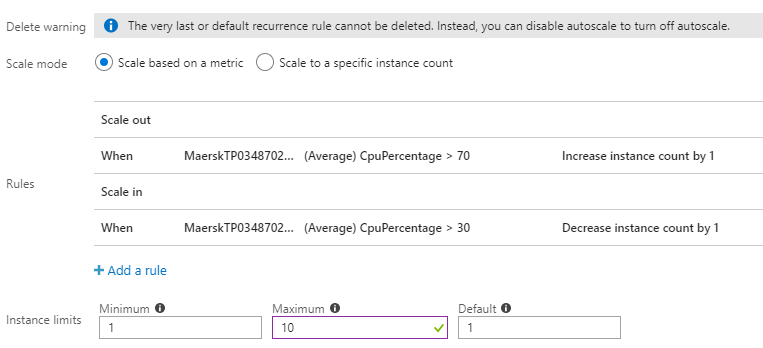 Delete warning
The very last or default recurrence rule cannot be deleted. Instead, you can disable autoscale to turn off autoscale.
Scale mode
Scale based on a metric Scale to a specific instance count
Scale out
When MaerskTP0348702... (Average) CpuPercentage > 70 Increase instance count by 1
Rules
Scale in
When MaerskTP0348702... (Average) CpuPercentage > 30 Decrease instance count by 1
+ Add a rule
Instance limits
Minimum Maximum Default
1 10 1